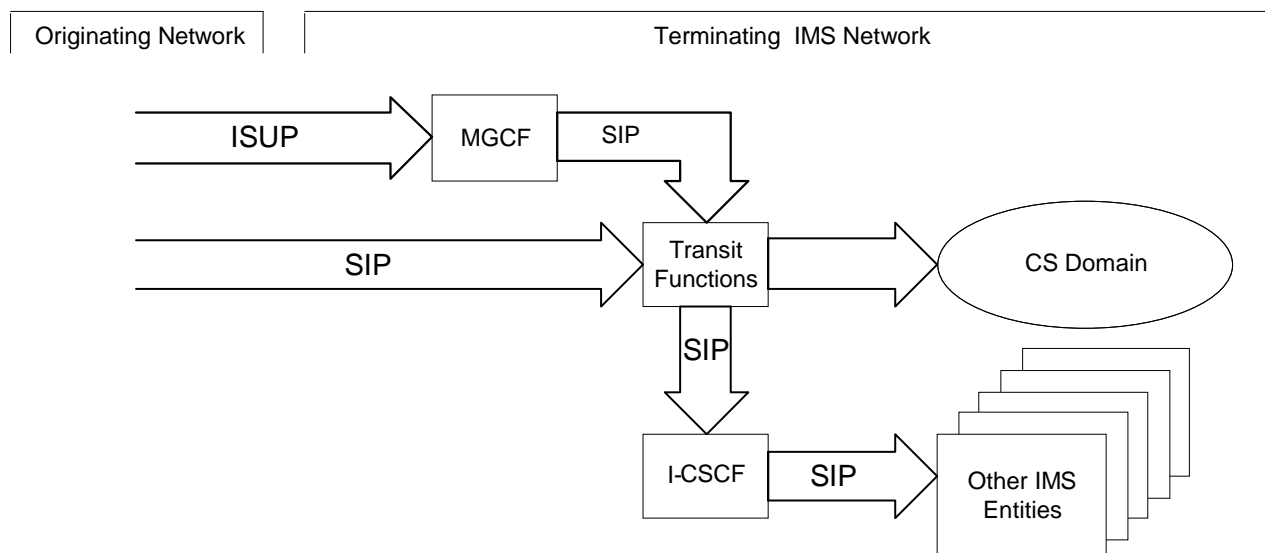 Originating Network
Terminating IMS Network
ISUP
MGCF
SIP
SIP
Transit
Functions
CS Domain
SIP
I-CSCF
SIP
Other IMS
Entities